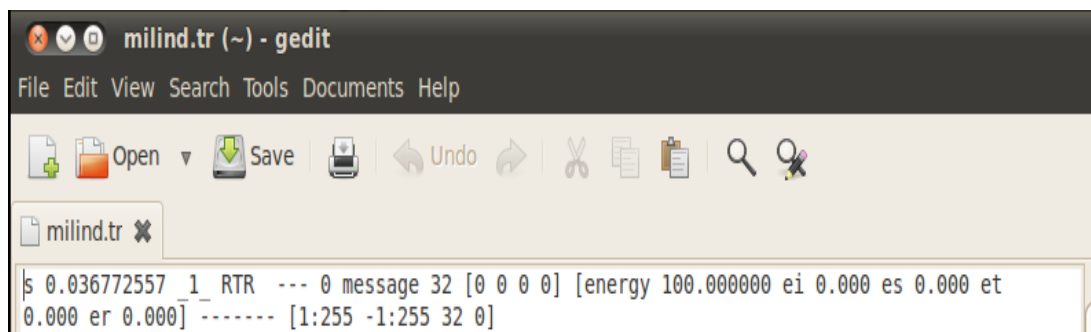 milind.tr (~) - gedit
File Edit View Search Tools Documents Help
Open Save Undo
milind.tr
s 0.036772557 _1_ RTR --- 0 message 32 [0 0 0 0] [energy 100.000000 ei 0.000 es 0.000 et
0.000 er 0.000] ------- [1:255 -1:255 32 0]